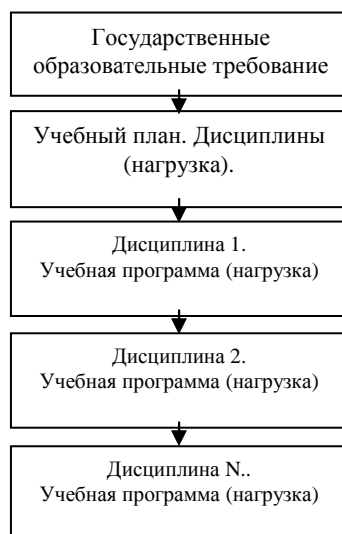 Государственные
образовательные требование
Учебный план. Дисциплины
(нагрузка).
Дисциплина 1.
Учебная программа (нагрузка)
Дисциплина 2.
Учебная программа (нагрузка)
Дисциплина N..
Учебная программа (нагрузка)